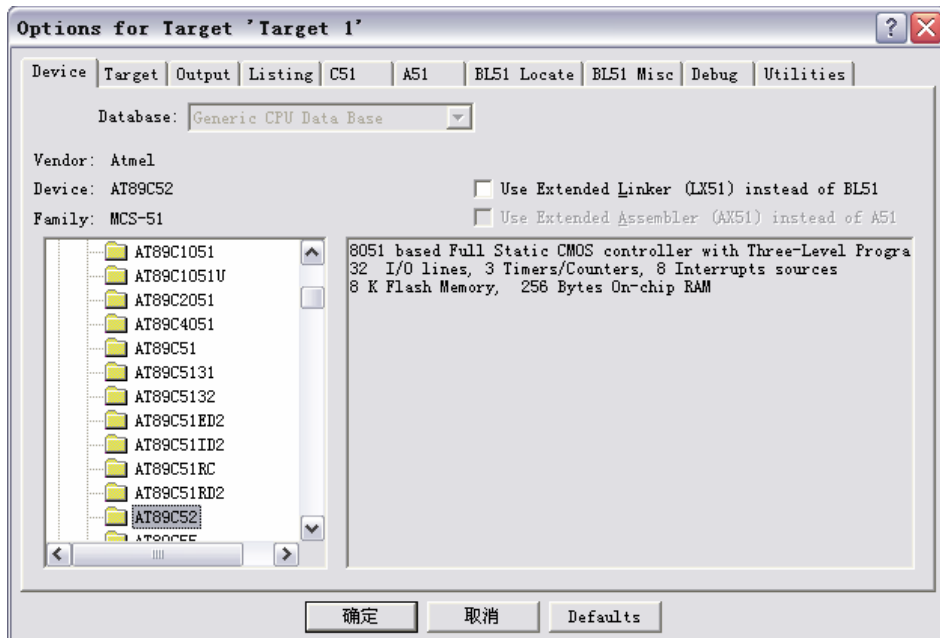 Options for Target 'Target 1'
Device Target Output Listing C51 A51 BL51 Locate BL51 Misc Debug Utilities
Database: Generic CPU Data Base
Vendor: Atmel
Device: AT89C52
Use Extended Linker (LX51) instead of BL51
Family: MCS-51
Use Extended Assembler (AX51) instead of A51
AT89C1051
AT89C1051U
AT89C2051
AT89C4051
AT89C51
AT89C5131
AT89C5132
AT89C51ED2
AT89C51ID2
AT89C51RC
AT89C51RD2
AT89C52
8051 based Full Static CMOS controller with Three-Level Progra
32 I/O lines, 3 Timers/Counters, 8 Interrupts sources
8 K Flash Memory, 256 Bytes On-chip RAM
确定 取消 Defaults